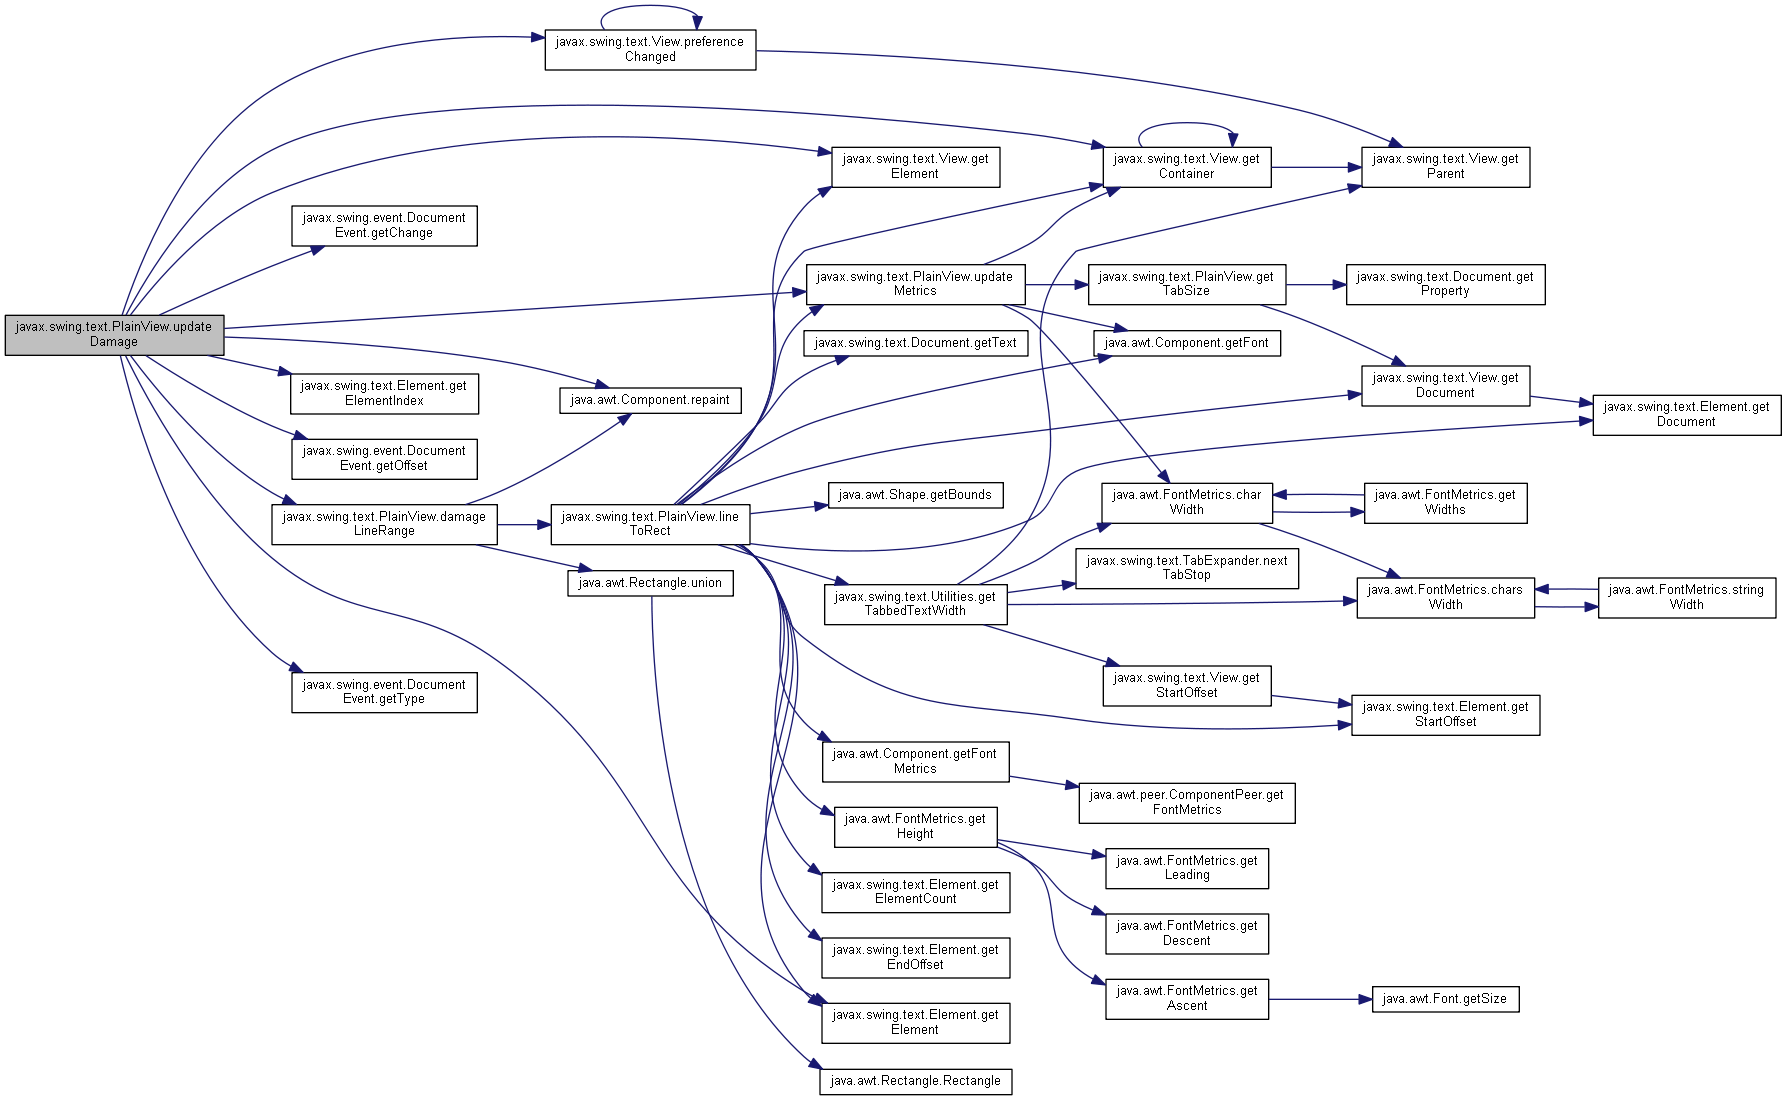 javax.swing.text.View.preference
Changed
javax.swing.text.View.get
Element
javax.swing.text.View.get
Container
javax.swing.text.View.get
Parent
javax.swing.event.Document
Event.getChange
javax.swing.text.PlainView.update
Metrics
javax.swing.text.PlainView.get
TabSize
javax.swing.text.Document.get
Property
javax.swing.text.PlainView.update
Damage
javax.swing.text.Document.getText
java.awt.Component.getFont
javax.swing.text.Element.get
ElementIndex
java.awt.Component.repaint
javax.swing.text.View.get
Document
javax.swing.text.Element.get
Document
javax.swing.event.Document
Event.getOffset
java.awt.Shape.getBounds
java.awt.FontMetrics.char
Width
java.awt.FontMetrics.get
Widths
javax.swing.text.PlainView.damage
LineRange
javax.swing.text.PlainView.line
ToRect
javax.swing.text.TabExpander.next
TabStop
java.awt.Rectangle.union
javax.swing.text.Utilities.get
TabbedTextWidth
java.awt.FontMetrics.chars
Width
java.awt.FontMetrics.string
Width
javax.swing.event.Document
Event.getType
javax.swing.text.View.get
StartOffset
javax.swing.text.Element.get
StartOffset
java.awt.Component.getFont
Metrics
java.awt.peer.ComponentPeer.get
FontMetrics
java.awt.FontMetrics.get
Height
java.awt.FontMetrics.get
Leading
javax.swing.text.Element.get
ElementCount
java.awt.FontMetrics.get
Descent
javax.swing.text.Element.get
EndOffset
java.awt.FontMetrics.get
Ascent
java.awt.Font.getSize
javax.swing.text.Element.get
Element
java.awt.Rectangle.Rectangle